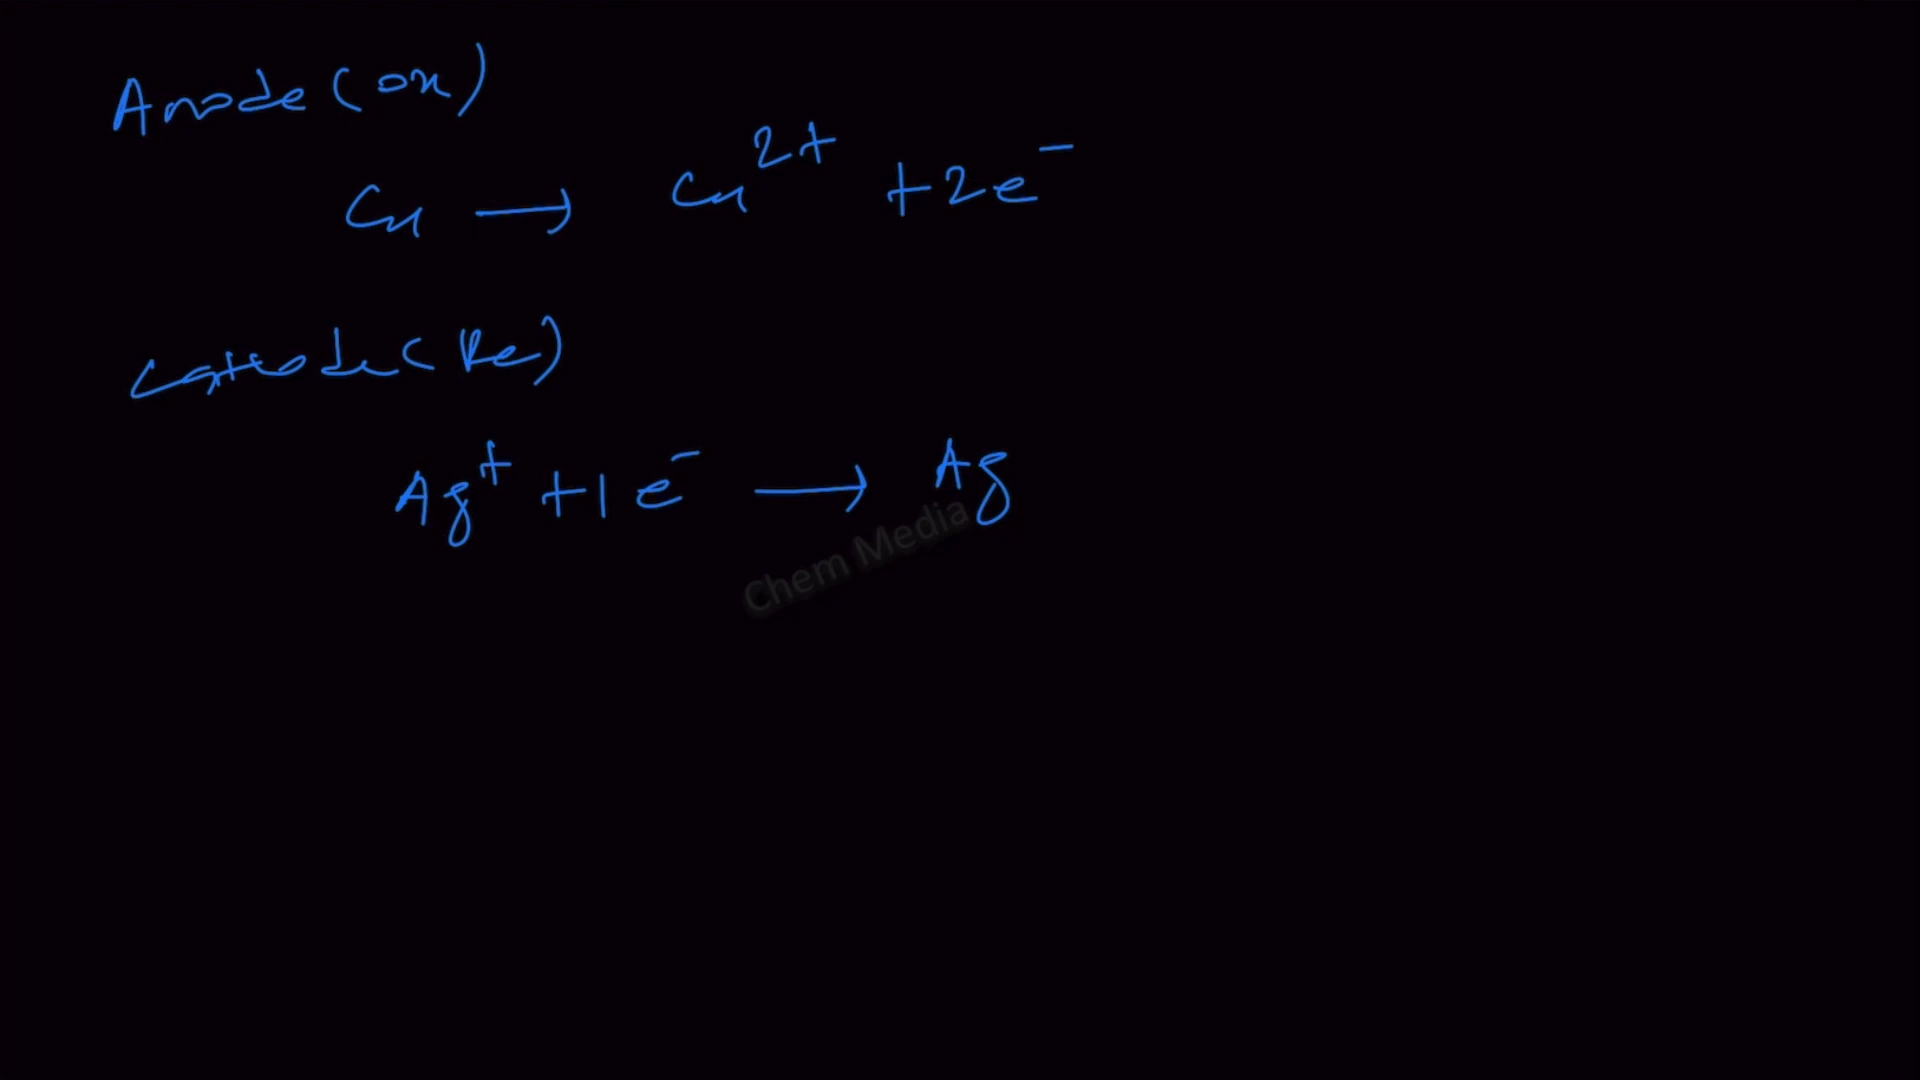 Anode (ox)
Cu → Cu²⁺ + 2e⁻
Cathode (Re)
Ag⁺ + 1e⁻ → Ag
Chem Media